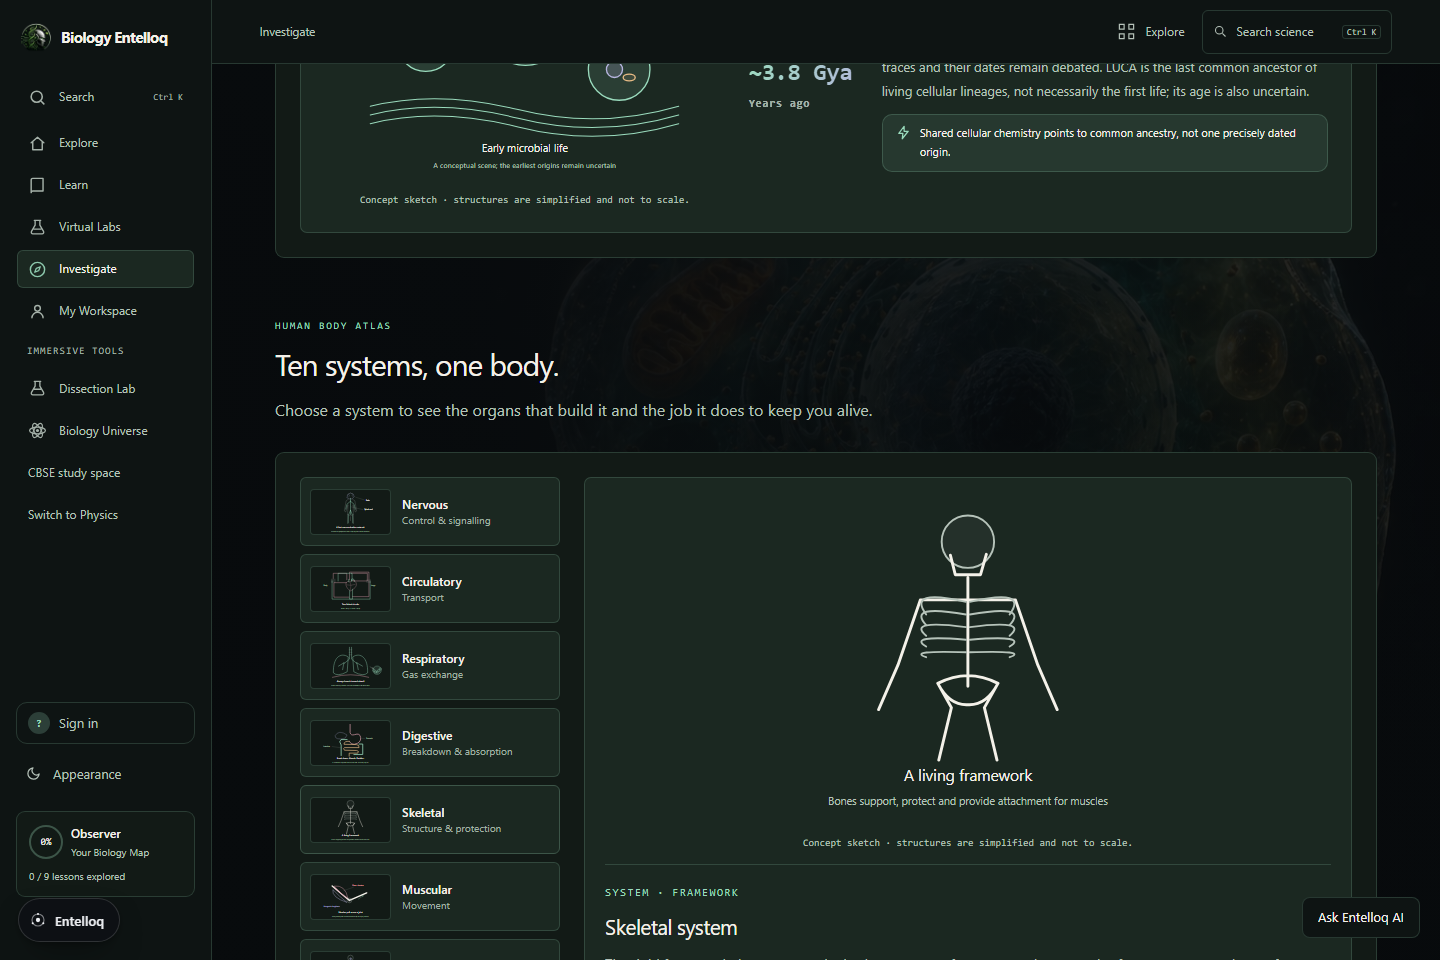 Biology Entelloq
Search
Ctrl K
Explore
Learn
Virtual Labs
Investigate
My Workspace
IMMERSIVE TOOLS
Dissection Lab
Biology Universe
CBSE study space
Switch to Physics
?
Sign in
Appearance
0%
Observer
Your Biology Map
0 / 9 lessons explored
Entelloq
Investigate
Explore
Search science
Ctrl K
Early microbial life
A conceptual scene; the earliest origins remain uncertain
Concept sketch · structures are simplified and not to scale.
~3.8 Gya
Years ago
traces and their dates remain debated. LUCA is the last common ancestor of
living cellular lineages, not necessarily the first life; its age is also uncertain.
Shared cellular chemistry points to common ancestry, not one precisely dated
origin.
HUMAN BODY ATLAS
Ten systems, one body.
Choose a system to see the organs that build it and the job it does to keep you alive.
Nervous
Control & signalling
Circulatory
Transport
Respiratory
Gas exchange
Digestive
Breakdown & absorption
Skeletal
Structure & protection
Muscular
Movement
A living framework
Bones support, protect and provide attachment for muscles
Concept sketch · structures are simplified and not to scale.
SYSTEM · FRAMEWORK
Skeletal system
Ask Entelloq AI